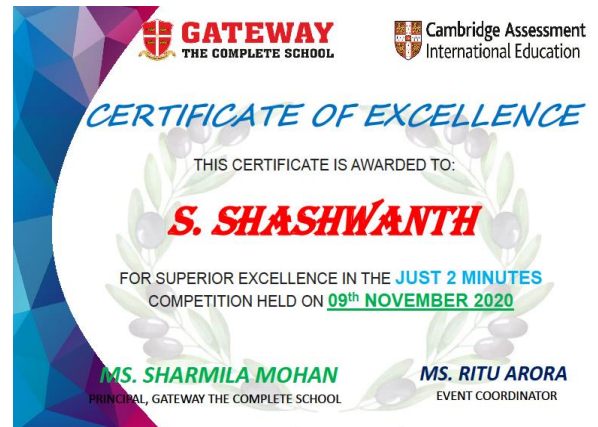 GATEWAY
THE COMPLETE SCHOOL
Cambridge Assessment
International Education
CERTIFICATE OF EXCELLENCE
THIS CERTIFICATE IS AWARDED TO:
S. SHASHWANTH
FOR SUPERIOR EXCELLENCE IN THE JUST 2 MINUTES
COMPETITION HELD ON 09th NOVEMBER 2020
MS. SHARMILA MOHAN
PRINCIPAL, GATEWAY THE COMPLETE SCHOOL
MS. RITU ARORA
EVENT COORDINATOR